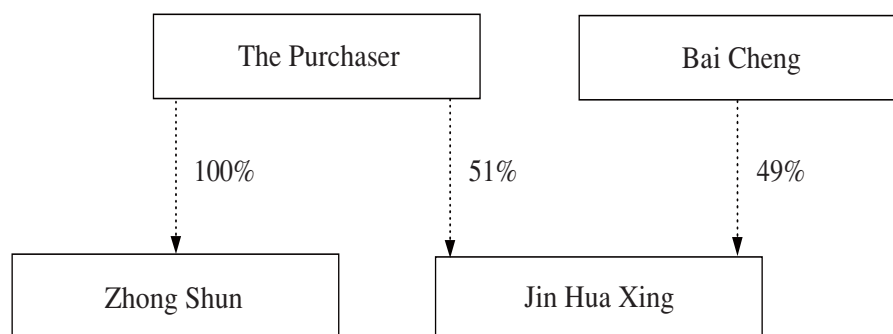 The Purchaser
Bai Cheng
100%
51%
49%
Zhong Shun
Jin Hua Xing